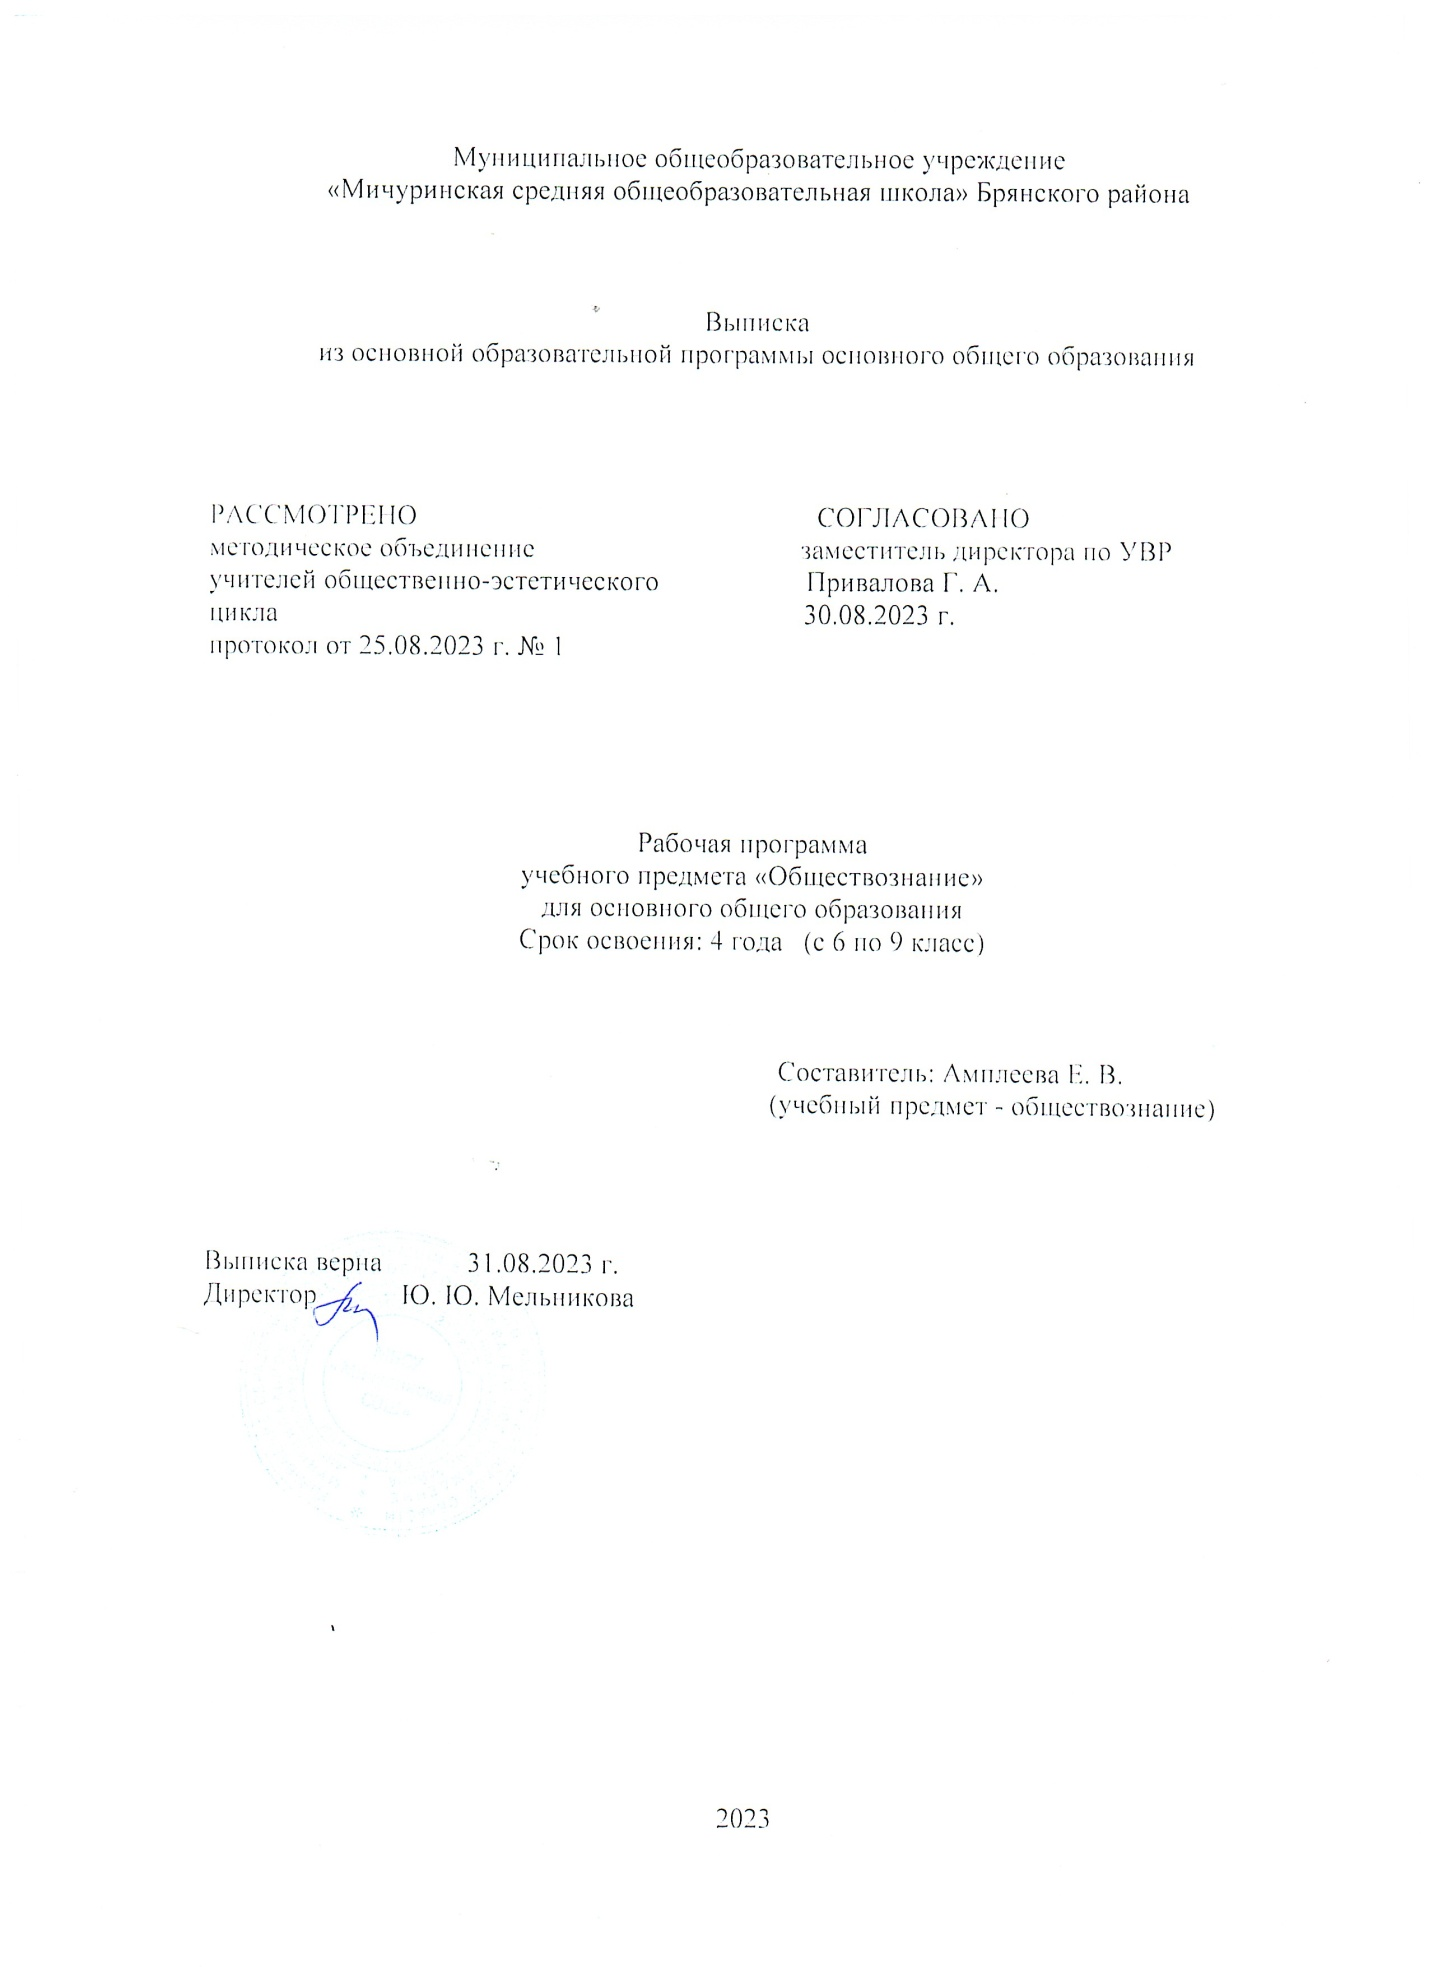 Муниципальное общеобразовательное учреждение
«Мичуринская средняя общеобразовательная школа» Брянского района
Выписка
из основной образовательной программы основного общего образования
РАССМОТРЕНО
методическое объединение
учителей общественно-эстетического
цикла
протокол от 25.08.2023 г. № 1
СОГЛАСОВАНО
заместитель директора по УВР
Привалова Г. А.
30.08.2023 г.
Рабочая программа
учебного предмета «Обществознание»
для основного общего образования
Срок освоения: 4 года (с 6 по 9 класс)
Составитель: Амплеева Е. В.
(учебный предмет - обществознание)
Выписка верна 31.08.2023 г.
Директор Ю. Ю. Мельникова
2023